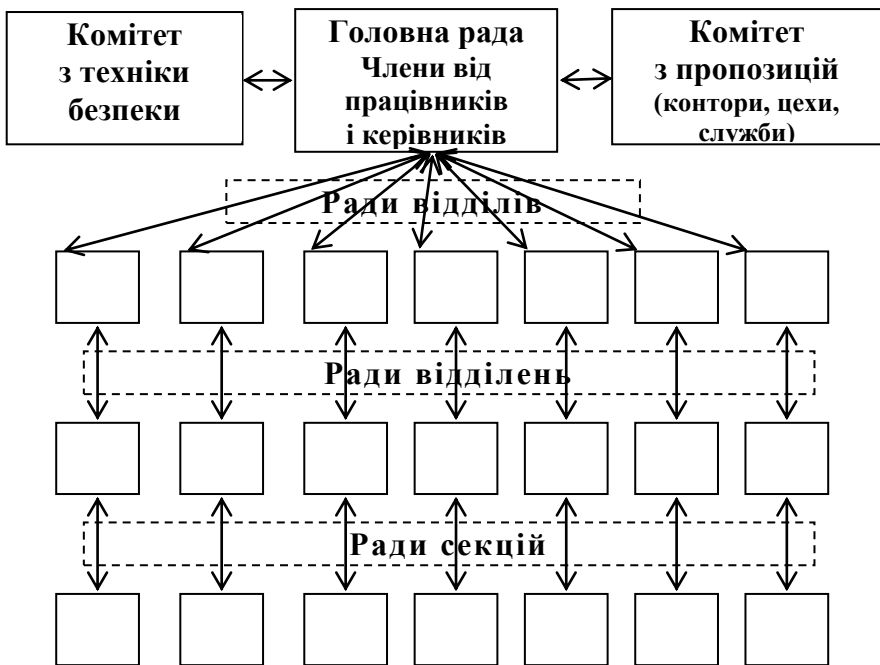 Комітет
з техніки
безпеки
Головна рада
Члени від
працівників
і керівників
Комітет
з пропозицій
(контори, цехи,
служби)
Ради відділів
Ради відділень
Ради секцій